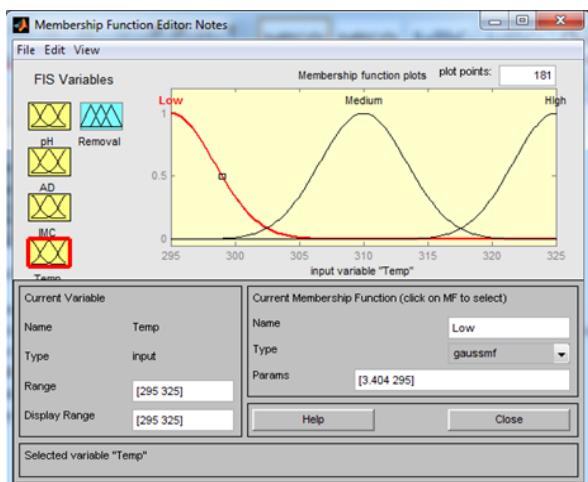 Membership Function Editor: Notes
File Edit View
FIS Variables
pH Removal
AD
IMC
Temp
Membership function plots plot points: 181
Low Medium High
1
0.5
0
295 300 305 310 315 320 325
input variable "Temp"
Current Variable
Name Temp
Type input
Range [295 325]
Display Range [295 325]
Current Membership Function (click on MF to select)
Name Low
Type gaussmf
Params [3.404 295]
Help Close
Selected variable "Temp"